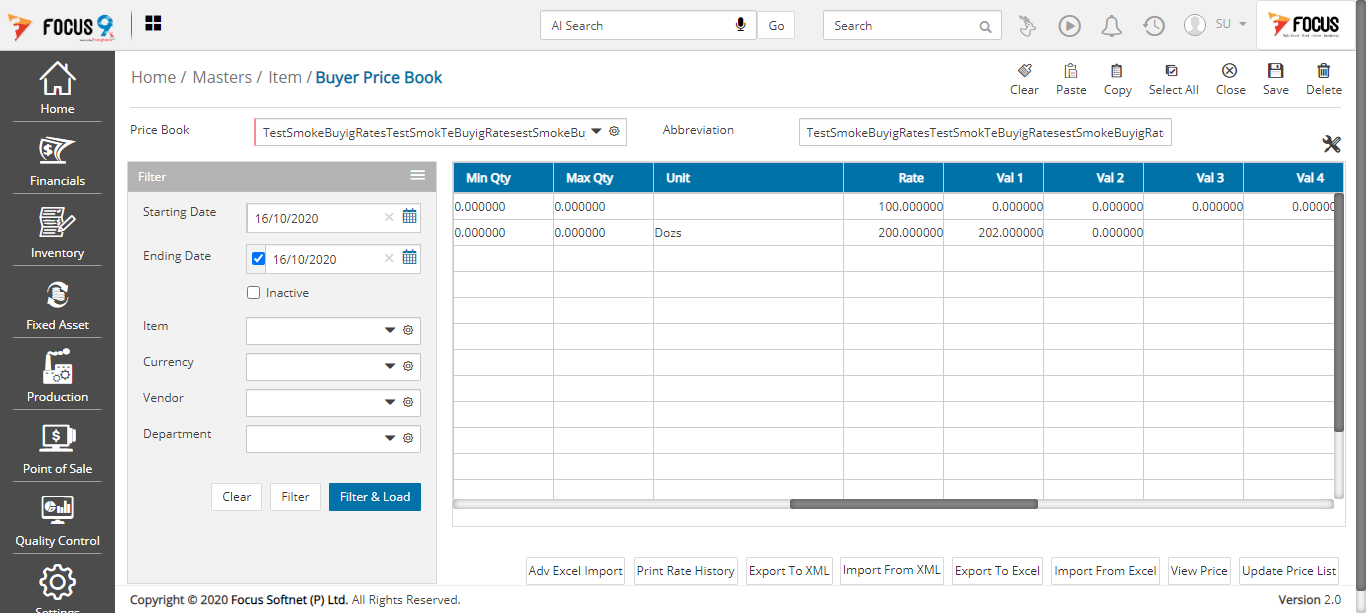 FOCUS 9
AI Search
Go
Search
SU
FOCUS
Home
Financials
Inventory
Fixed Asset
Production
Point of Sale
Quality Control
Settings
Home / Masters / Item / Buyer Price Book
Clear Paste Copy Select All Close Save Delete
Price Book TestSmokeBuyigRatesTestSmokTeBuyigRatesestSmokeBu
Abbreviation TestSmokeBuyigRatesTestSmokTeBuyigRatesestSmokeBuyigRat
Filter
Starting Date 16/10/2020
Ending Date 16/10/2020
Inactive
Item
Currency
Vendor
Department
Clear Filter Filter & Load
Min Qty Max Qty Unit Rate Val 1 Val 2 Val 3 Val 4
0.000000 0.000000 100.000000 0.000000 0.000000 0.000000 0.00000
0.000000 0.000000 Dozs 200.000000 202.000000 0.000000
Adv Excel Import Print Rate History Export To XML Import From XML Export To Excel Import From Excel View Price Update Price List
Copyright © 2020 Focus Softnet (P) Ltd. All Rights Reserved.
Version 2.0